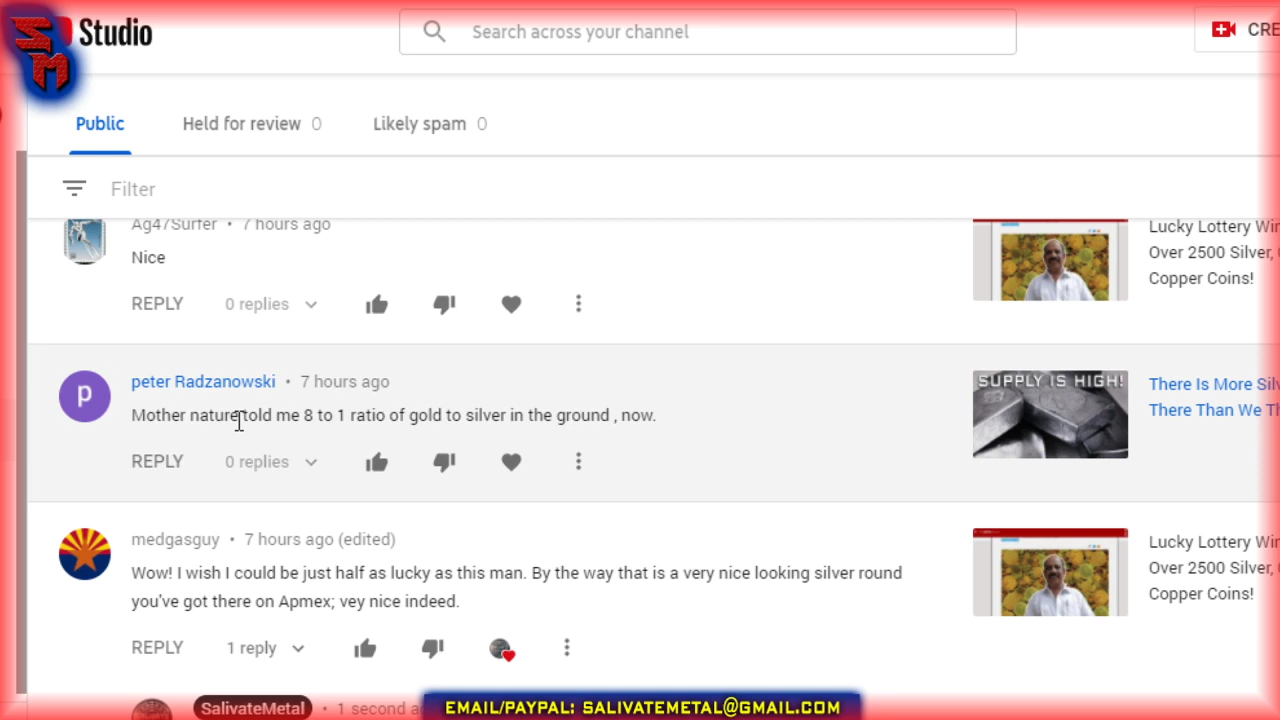 SM
Studio
Search across your channel
CRE
Public
Held for review 0
Likely spam 0
Filter
Ag47Surfer • 7 hours ago
Nice
REPLY
0 replies
Lucky Lottery Win
Over 2500 Silver,
Copper Coins!
P
peter Radzanowski • 7 hours ago
Mother nature told me 8 to 1 ratio of gold to silver in the ground , now.
REPLY
0 replies
SUPPLY IS HIGH!
There Is More Silv
There Than We Th
medgasguy • 7 hours ago (edited)
Wow! I wish I could be just half as lucky as this man. By the way that is a very nice looking silver round
you've got there on Apmex; vey nice indeed.
REPLY
1 reply
Lucky Lottery Win
Over 2500 Silver,
Copper Coins!
SalivateMetal • 1 second a
EMAIL/PAYPAL: SALIVATEMETAL@GMAIL.COM